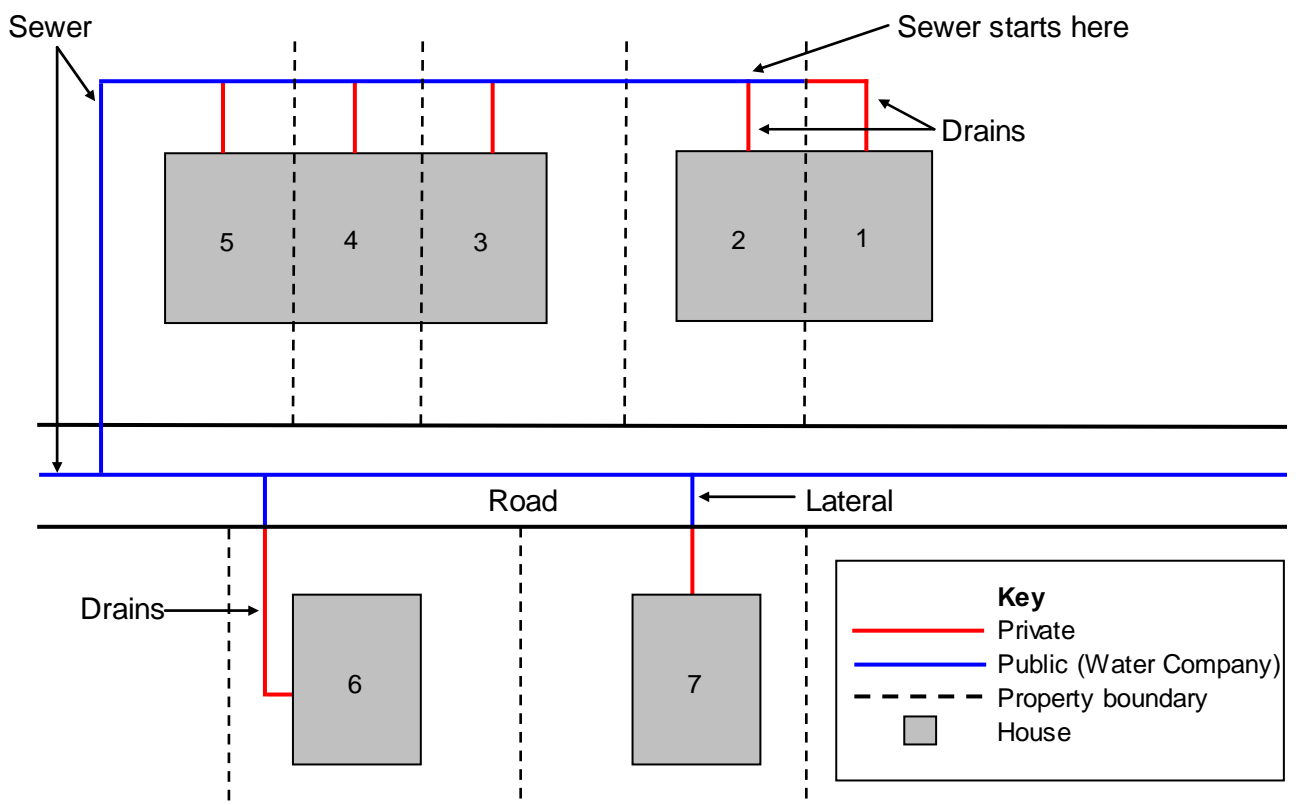 Sewer
Sewer starts here
Drains
5
4
3
2
1
Road
Lateral
Drains
6
7
Key
Private
Public (Water Company)
Property boundary
House